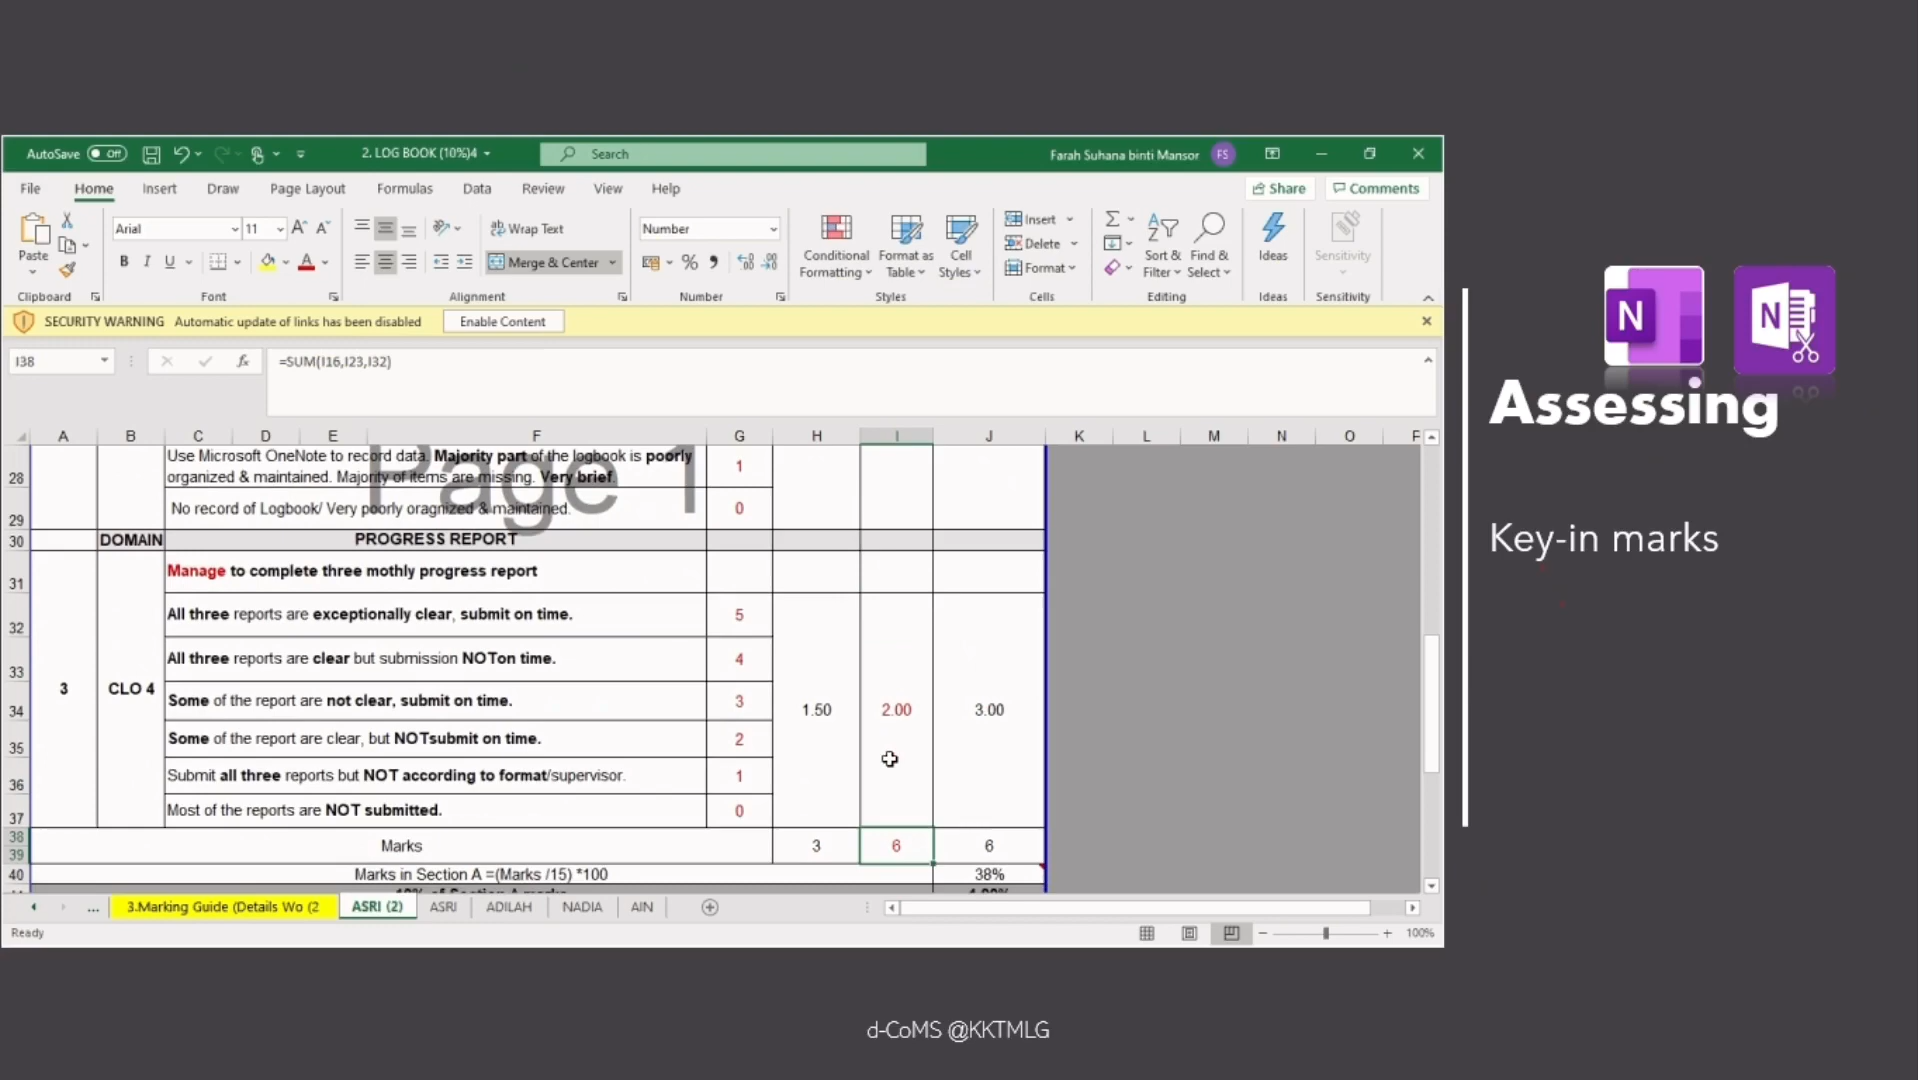 AutoSave Off 2. LOG BOOK (10%)4 Search Farah Suhana binti Mansor FS
File Home Insert Draw Page Layout Formulas Data Review View Help Share Comments
Arial 11 Wrap Text Number
Paste B I U Merge & Center % Conditional Formatting Format as Table Cell Styles Insert Delete Format Sort & Filter Find & Select Ideas Sensitivity
Clipboard Font Alignment Number Styles Cells Editing Ideas Sensitivity
SECURITY WARNING Automatic update of links has been disabled Enable Content
I38 fx =SUM(I16,I23,I32)
A B C D E F G H I J K L M N O P
Page 1
28 Use Microsoft OneNote to record data. Majority part of the logbook is poorly
organized & maintained. Majority of items are missing. Very brief. 1
29 No record of Logbook/ Very poorly oragnized & maintained. 0
30 DOMAIN PROGRESS REPORT
31 Manage to complete three mothly progress report
32 All three reports are exceptionally clear, submit on time. 5
33 All three reports are clear but submission NOTon time. 4
3 CLO 4
34 Some of the report are not clear, submit on time. 3 1.50 2.00 3.00
35 Some of the report are clear, but NOTsubmit on time. 2
36 Submit all three reports but NOT according to format/supervisor. 1
37 Most of the reports are NOT submitted. 0
38 Marks 3 6 6
39
40 Marks in Section A =(Marks /15) *100 38%
... 3.Marking Guide (Details Wo (2 ASRI (2) ASRI ADILAH NADIA AIN
Ready 100%
N N
Assessing
Key-in marks
d-CoMS @KKTMLG